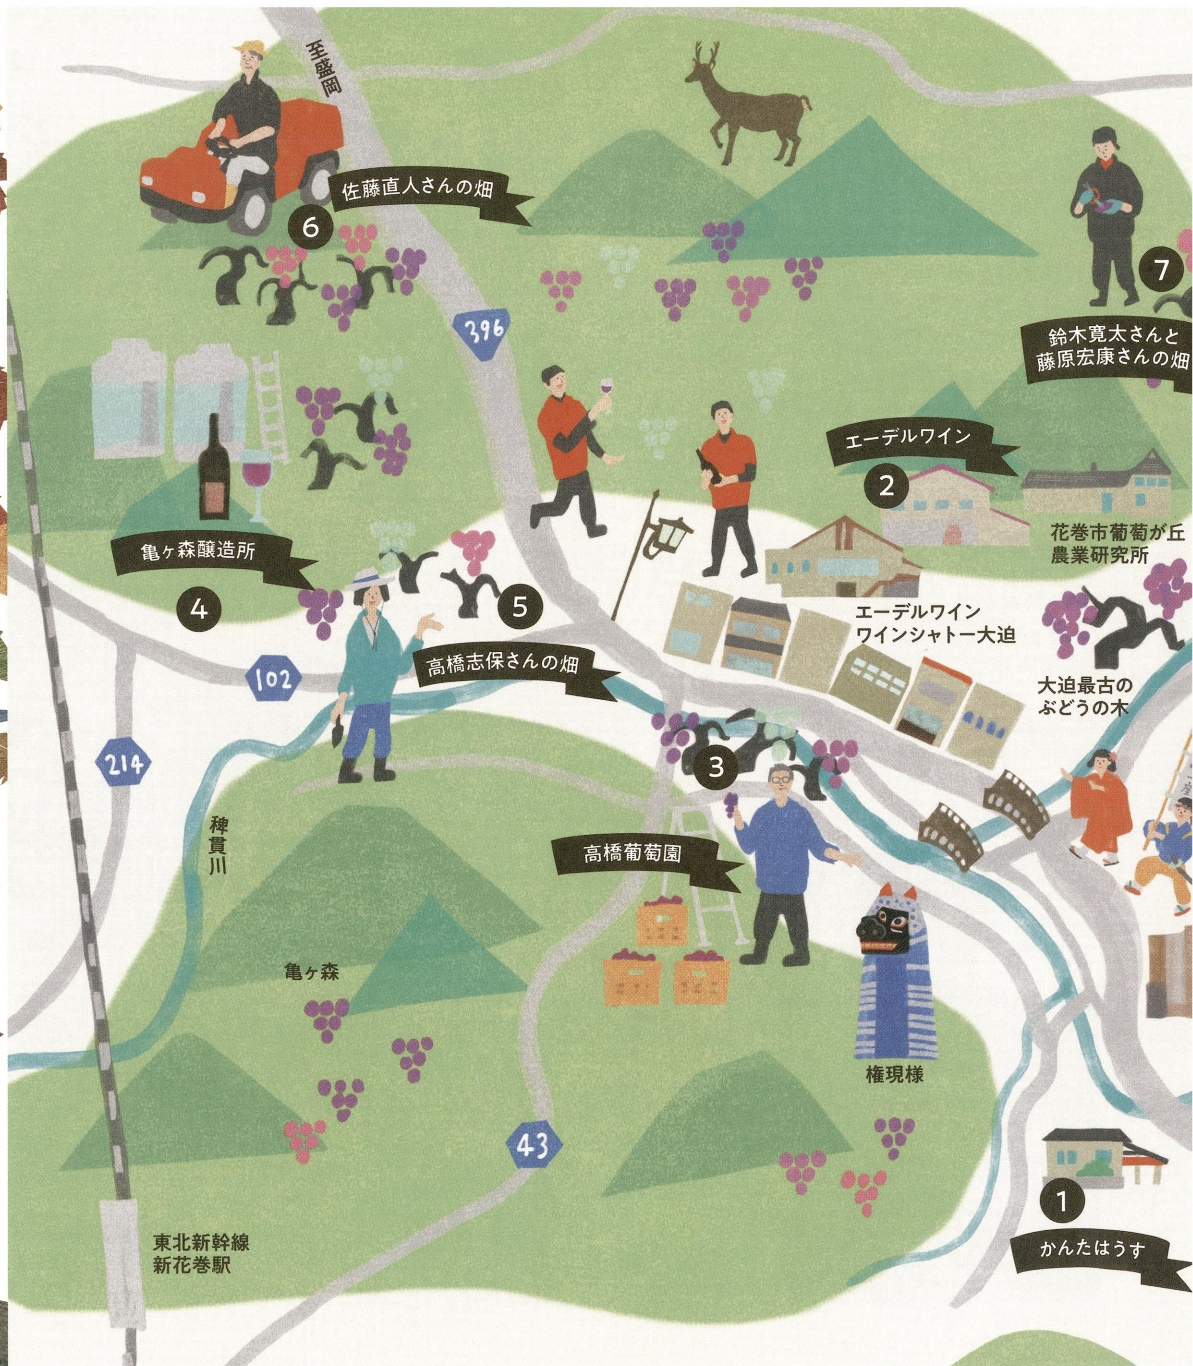 至盛岡
佐藤直人さんの畑
6
7
396
鈴木寛太さんと
藤原宏康さんの畑
エーデルワイン
2
花巻市葡萄が丘
農業研究所
亀ヶ森醸造所
4
5
エーデルワイン
ワインシャトー大迫
高橋志保さんの畑
102
大迫最古の
ぶどうの木
214
3
稗貫川
高橋葡萄園
亀ヶ森
権現様
43
1
かんたはうす
東北新幹線
新花巻駅